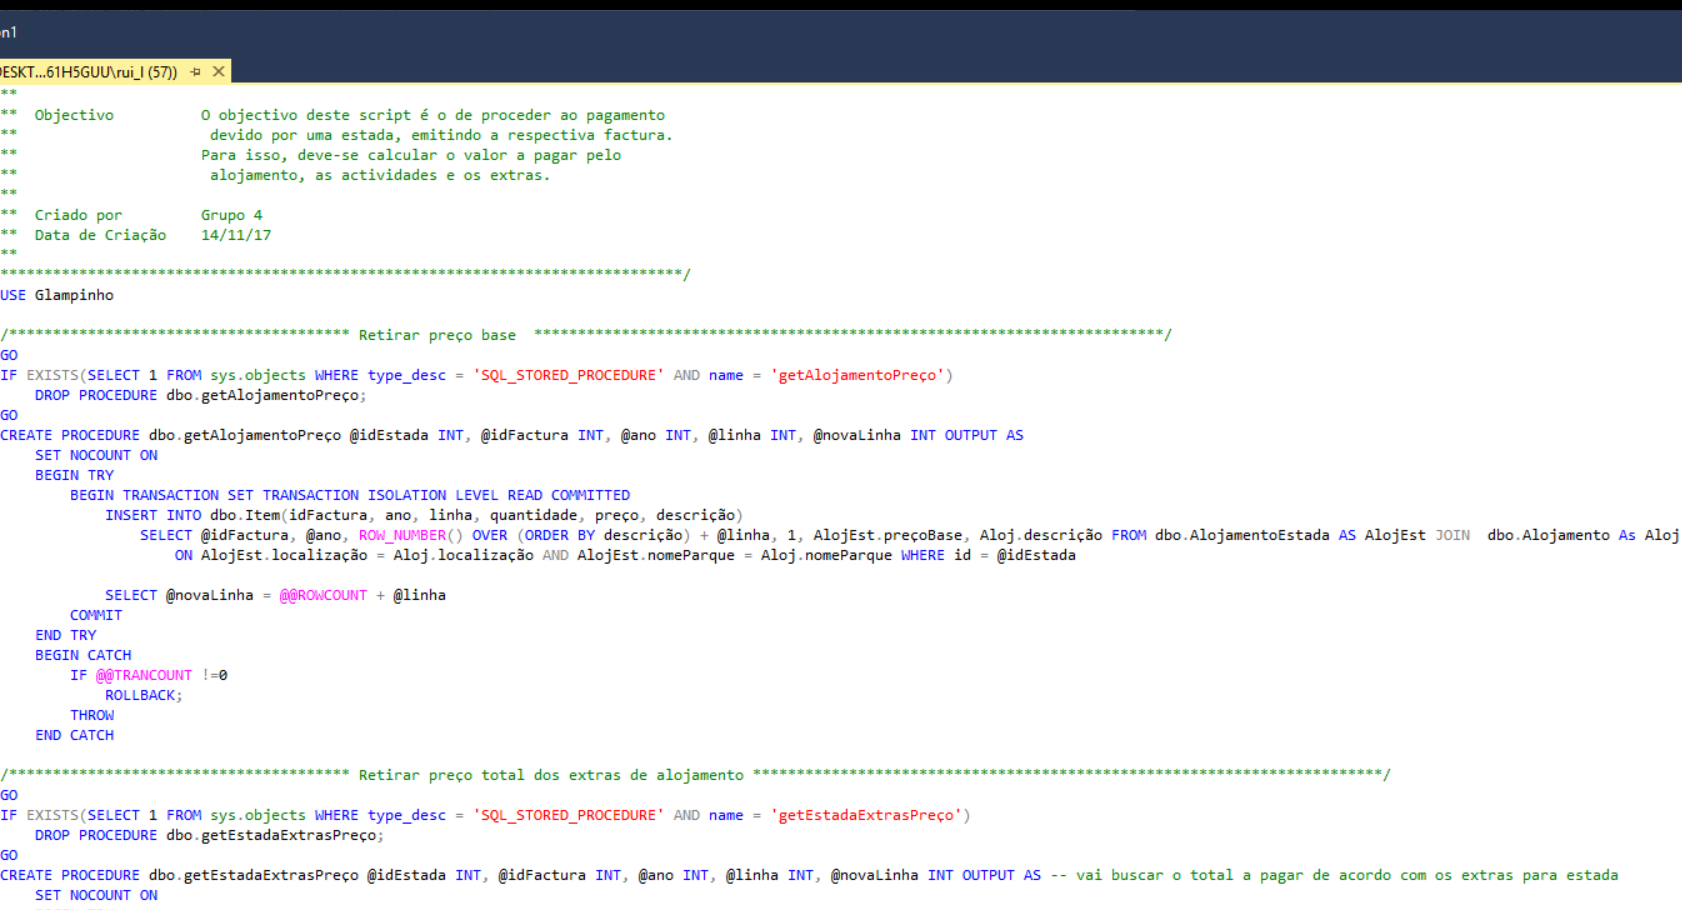 on1
DESKT...61H5GUU\rui_l (57))
**
** Objectivo O objectivo deste script é o de proceder ao pagamento
** devido por uma estada, emitindo a respectiva factura.
** Para isso, deve-se calcular o valor a pagar pelo
** alojamento, as actividades e os extras.
**
** Criado por Grupo 4
** Data de Criação 14/11/17
**
******************************************************************************/
USE Glampinho
/*************************************** Retirar preço base ************************************************************************/
GO
IF EXISTS(SELECT 1 FROM sys.objects WHERE type_desc = 'SQL_STORED_PROCEDURE' AND name = 'getAlojamentoPreço')
DROP PROCEDURE dbo.getAlojamentoPreço;
GO
CREATE PROCEDURE dbo.getAlojamentoPreço @idEstada INT, @idFactura INT, @ano INT, @linha INT, @novaLinha INT OUTPUT AS
SET NOCOUNT ON
BEGIN TRY
BEGIN TRANSACTION SET TRANSACTION ISOLATION LEVEL READ COMMITTED
INSERT INTO dbo.Item(idFactura, ano, linha, quantidade, preço, descrição)
SELECT @idFactura, @ano, ROW_NUMBER() OVER (ORDER BY descrição) + @linha, 1, AlojEst.preçoBase, Aloj.descrição FROM dbo.AlojamentoEstada AS AlojEst JOIN dbo.Alojamento As Aloj
ON AlojEst.localização = Aloj.localização AND AlojEst.nomeParque = Aloj.nomeParque WHERE id = @idEstada
SELECT @novaLinha = @@ROWCOUNT + @linha
COMMIT
END TRY
BEGIN CATCH
IF @@TRANCOUNT !=0
ROLLBACK;
THROW
END CATCH
/*************************************** Retirar preço total dos extras de alojamento ************************************************************************/
GO
IF EXISTS(SELECT 1 FROM sys.objects WHERE type_desc = 'SQL_STORED_PROCEDURE' AND name = 'getEstadaExtrasPreço')
DROP PROCEDURE dbo.getEstadaExtrasPreço;
GO
CREATE PROCEDURE dbo.getEstadaExtrasPreço @idEstada INT, @idFactura INT, @ano INT, @linha INT, @novaLinha INT OUTPUT AS -- vai buscar o total a pagar de acordo com os extras para estada
SET NOCOUNT ON